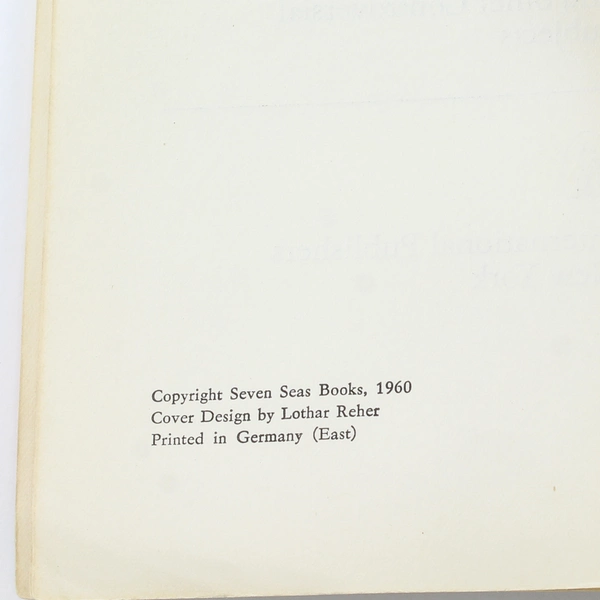 Copyright Seven Seas Books, 1960
Cover Design by Lothar Reher
Printed in Germany (East)